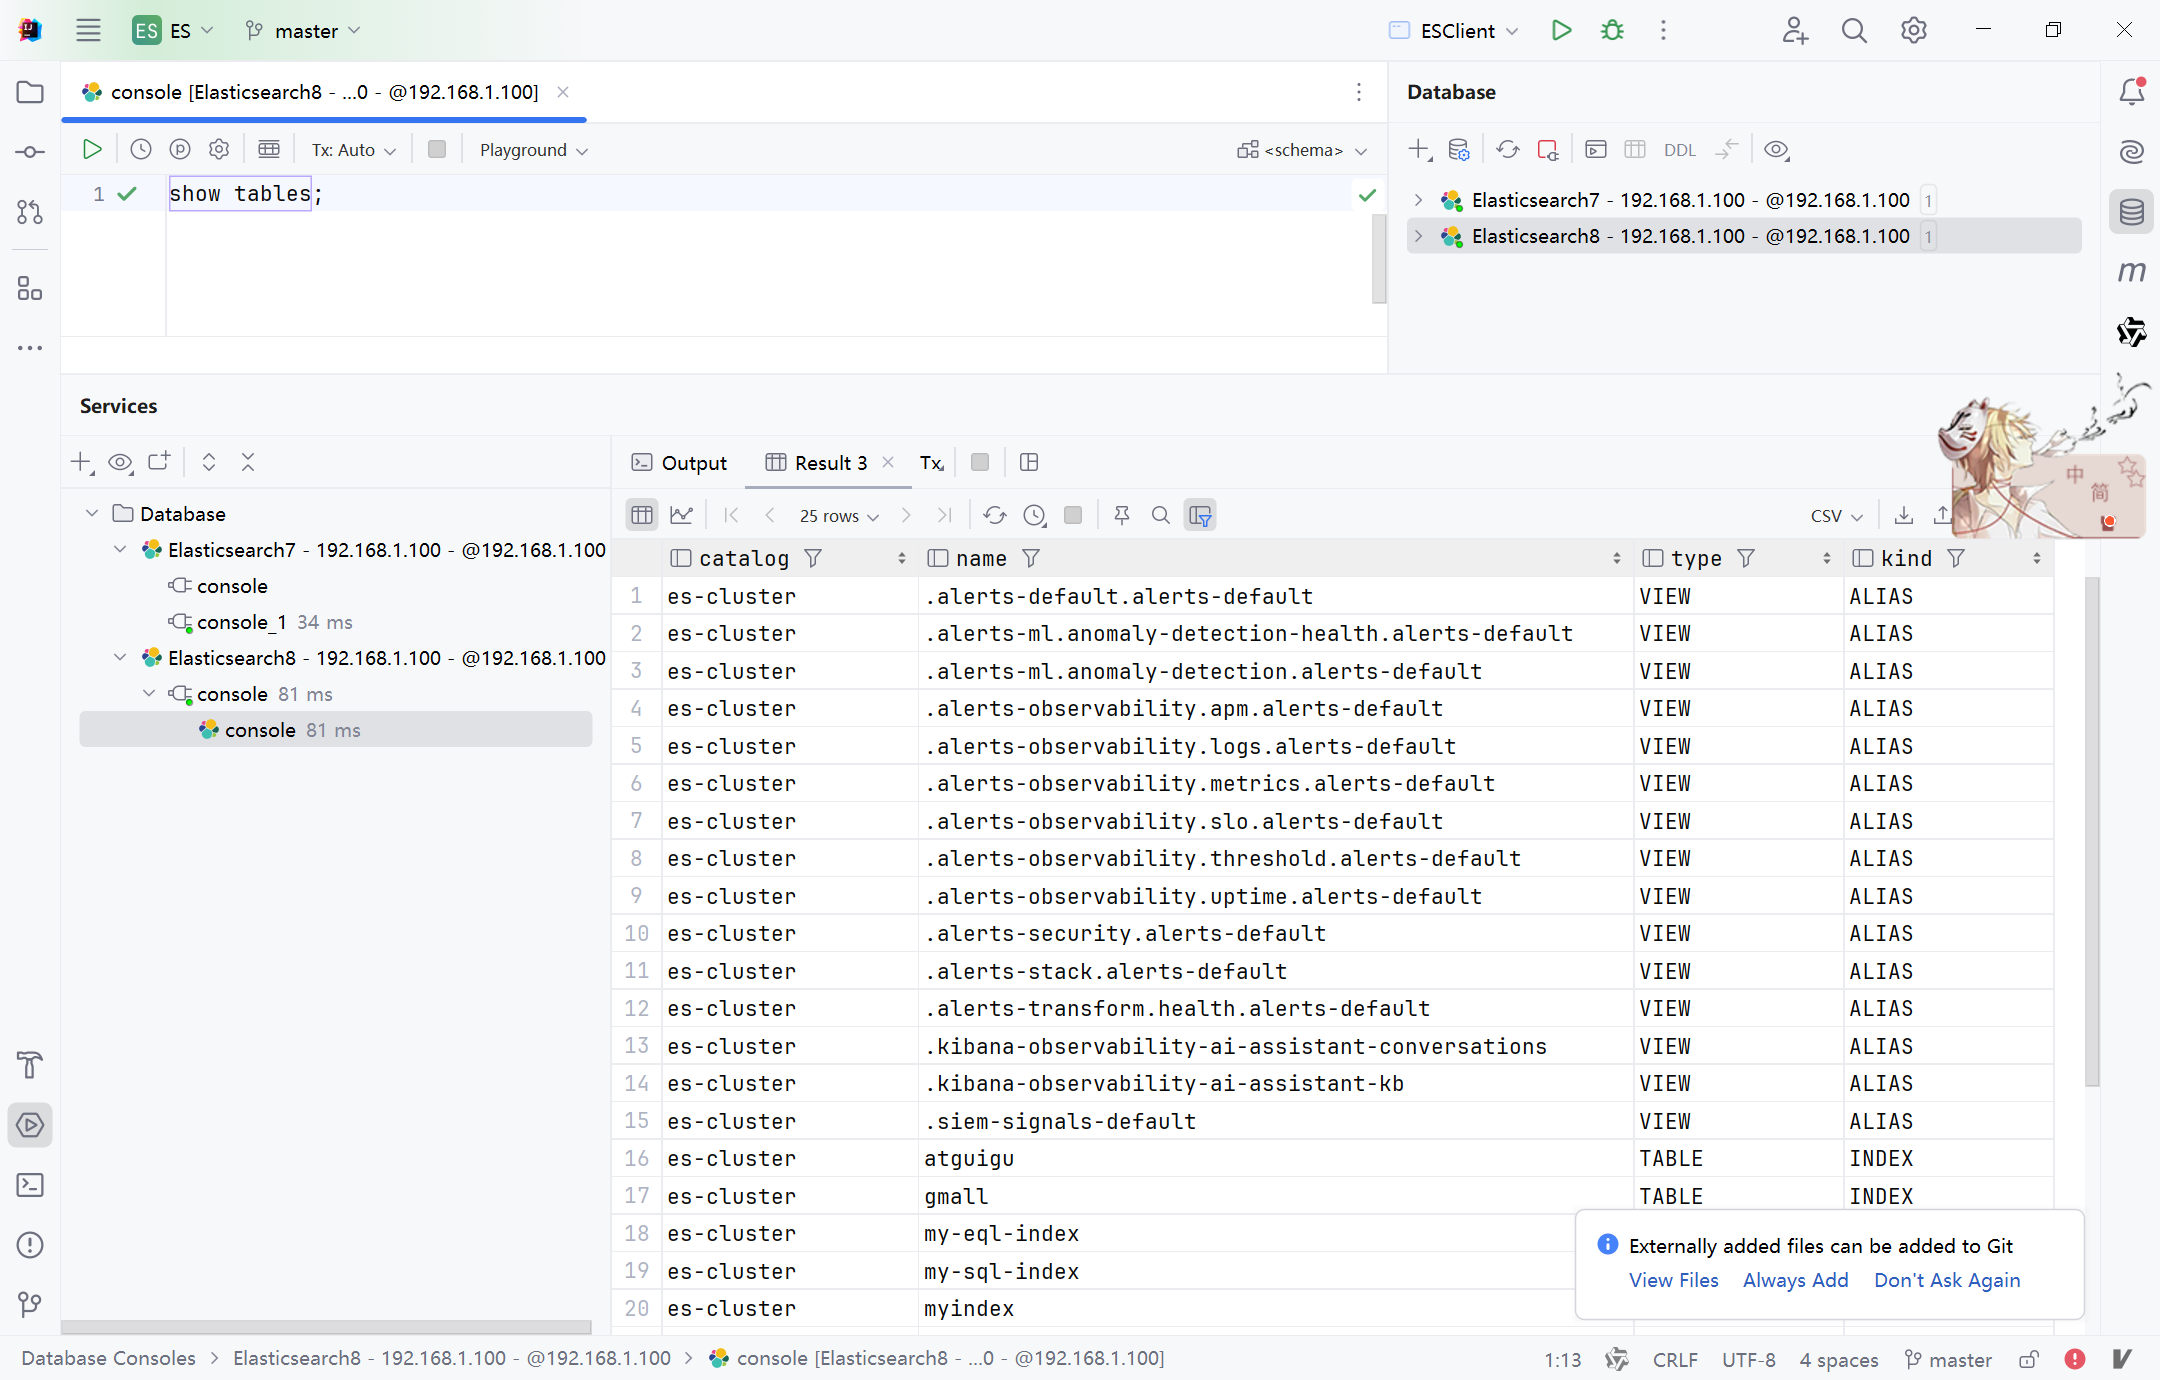 ES ES master ESClient
console [Elasticsearch8 - ...0 - @192.168.1.100]
Tx: Auto Playground <schema>
1 show tables;
Database
DDL
Elasticsearch7 - 192.168.1.100 - @192.168.1.100 1
Elasticsearch8 - 192.168.1.100 - @192.168.1.100 1
m
Services
Database
Elasticsearch7 - 192.168.1.100 - @192.168.1.100
console
console_1 34 ms
Elasticsearch8 - 192.168.1.100 - @192.168.1.100
console 81 ms
console 81 ms
Output Result 3 Tx
中
简
25 rows CSV
catalog name type kind
1 es-cluster .alerts-default.alerts-default VIEW ALIAS
2 es-cluster .alerts-ml.anomaly-detection-health.alerts-default VIEW ALIAS
3 es-cluster .alerts-ml.anomaly-detection.alerts-default VIEW ALIAS
4 es-cluster .alerts-observability.apm.alerts-default VIEW ALIAS
5 es-cluster .alerts-observability.logs.alerts-default VIEW ALIAS
6 es-cluster .alerts-observability.metrics.alerts-default VIEW ALIAS
7 es-cluster .alerts-observability.slo.alerts-default VIEW ALIAS
8 es-cluster .alerts-observability.threshold.alerts-default VIEW ALIAS
9 es-cluster .alerts-observability.uptime.alerts-default VIEW ALIAS
10 es-cluster .alerts-security.alerts-default VIEW ALIAS
11 es-cluster .alerts-stack.alerts-default VIEW ALIAS
12 es-cluster .alerts-transform.health.alerts-default VIEW ALIAS
13 es-cluster .kibana-observability-ai-assistant-conversations VIEW ALIAS
14 es-cluster .kibana-observability-ai-assistant-kb VIEW ALIAS
15 es-cluster .siem-signals-default VIEW ALIAS
16 es-cluster atguigu TABLE INDEX
17 es-cluster gmall TABLE INDEX
18 es-cluster my-eql-index
19 es-cluster my-sql-index
20 es-cluster myindex
Externally added files can be added to Git
View Files Always Add Don't Ask Again
Database Consoles > Elasticsearch8 - 192.168.1.100 - @192.168.1.100 > console [Elasticsearch8 - ...0 - @192.168.1.100]
1:13 CRLF UTF-8 4 spaces master